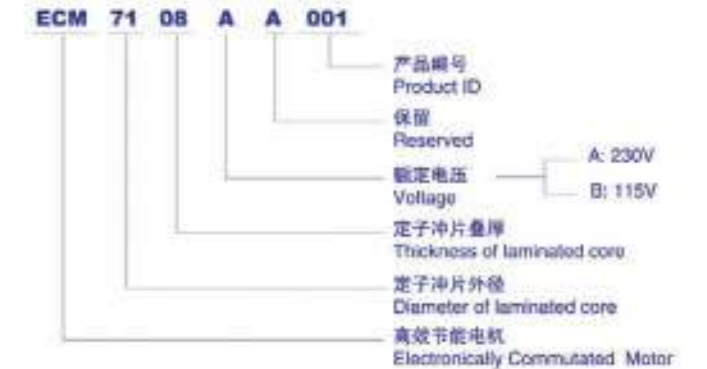 ECM 71 08 A A 001
产品编号
Product ID
保留
Reserved
额定电压
Voltage
A: 230V
B: 115V
定子冲片叠厚
Thickness of laminated core
定子冲片外径
Diameter of laminated core
高效节能电机
Electronically Commutated Motor